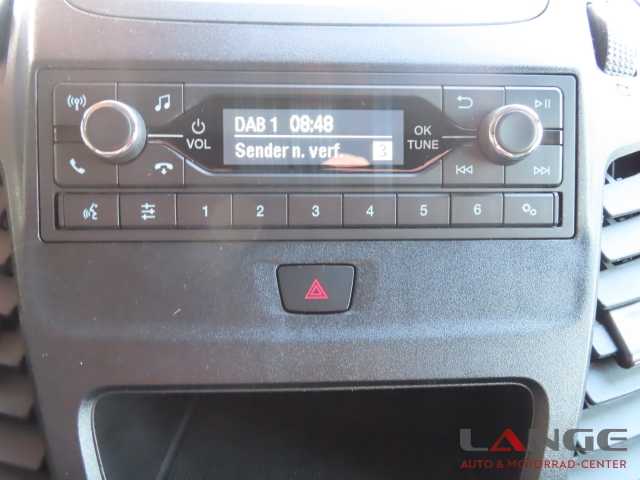 DAB 1 08:48
Sender n. verf. 3
VOL
OK
TUNE
1 2 3 4 5 6
LANGE
AUTO & MOTORRAD-CENTER